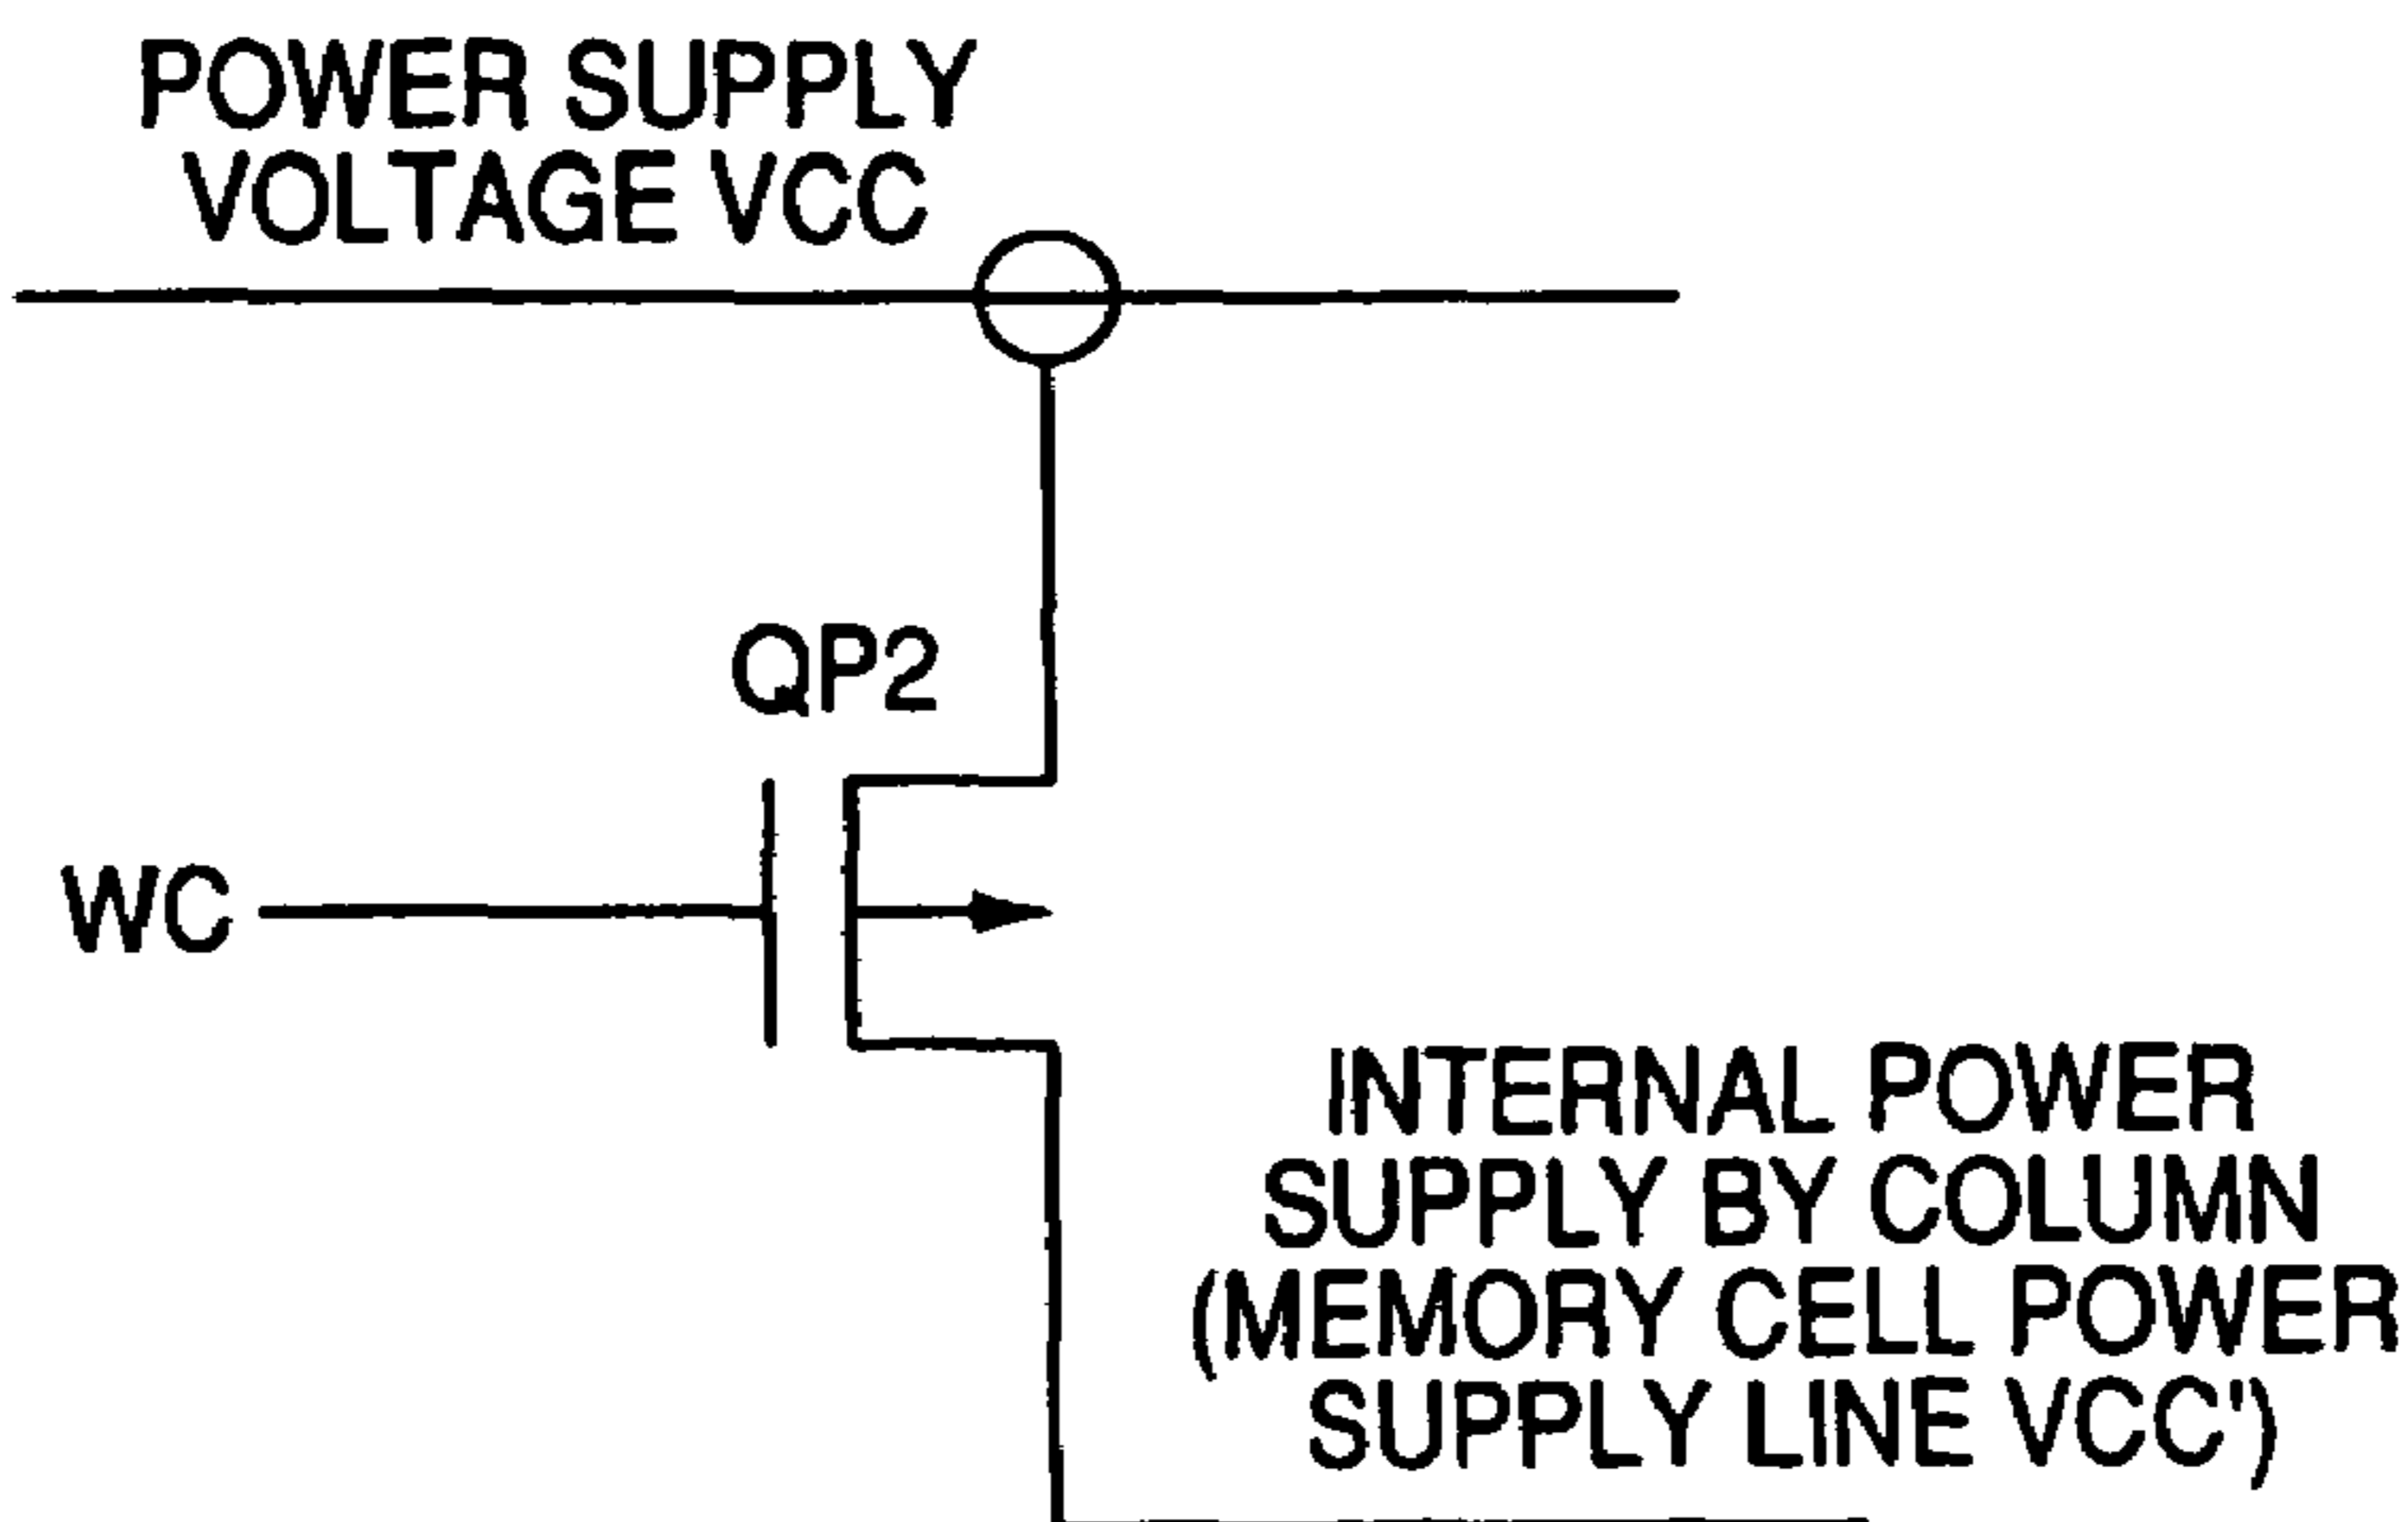 POWER SUPPLY
VOLTAGE VCC
QP2
WC
INTERNAL POWER
SUPPLY BY COLUMN
(MEMORY CELL POWER
SUPPLY LINE VCC')